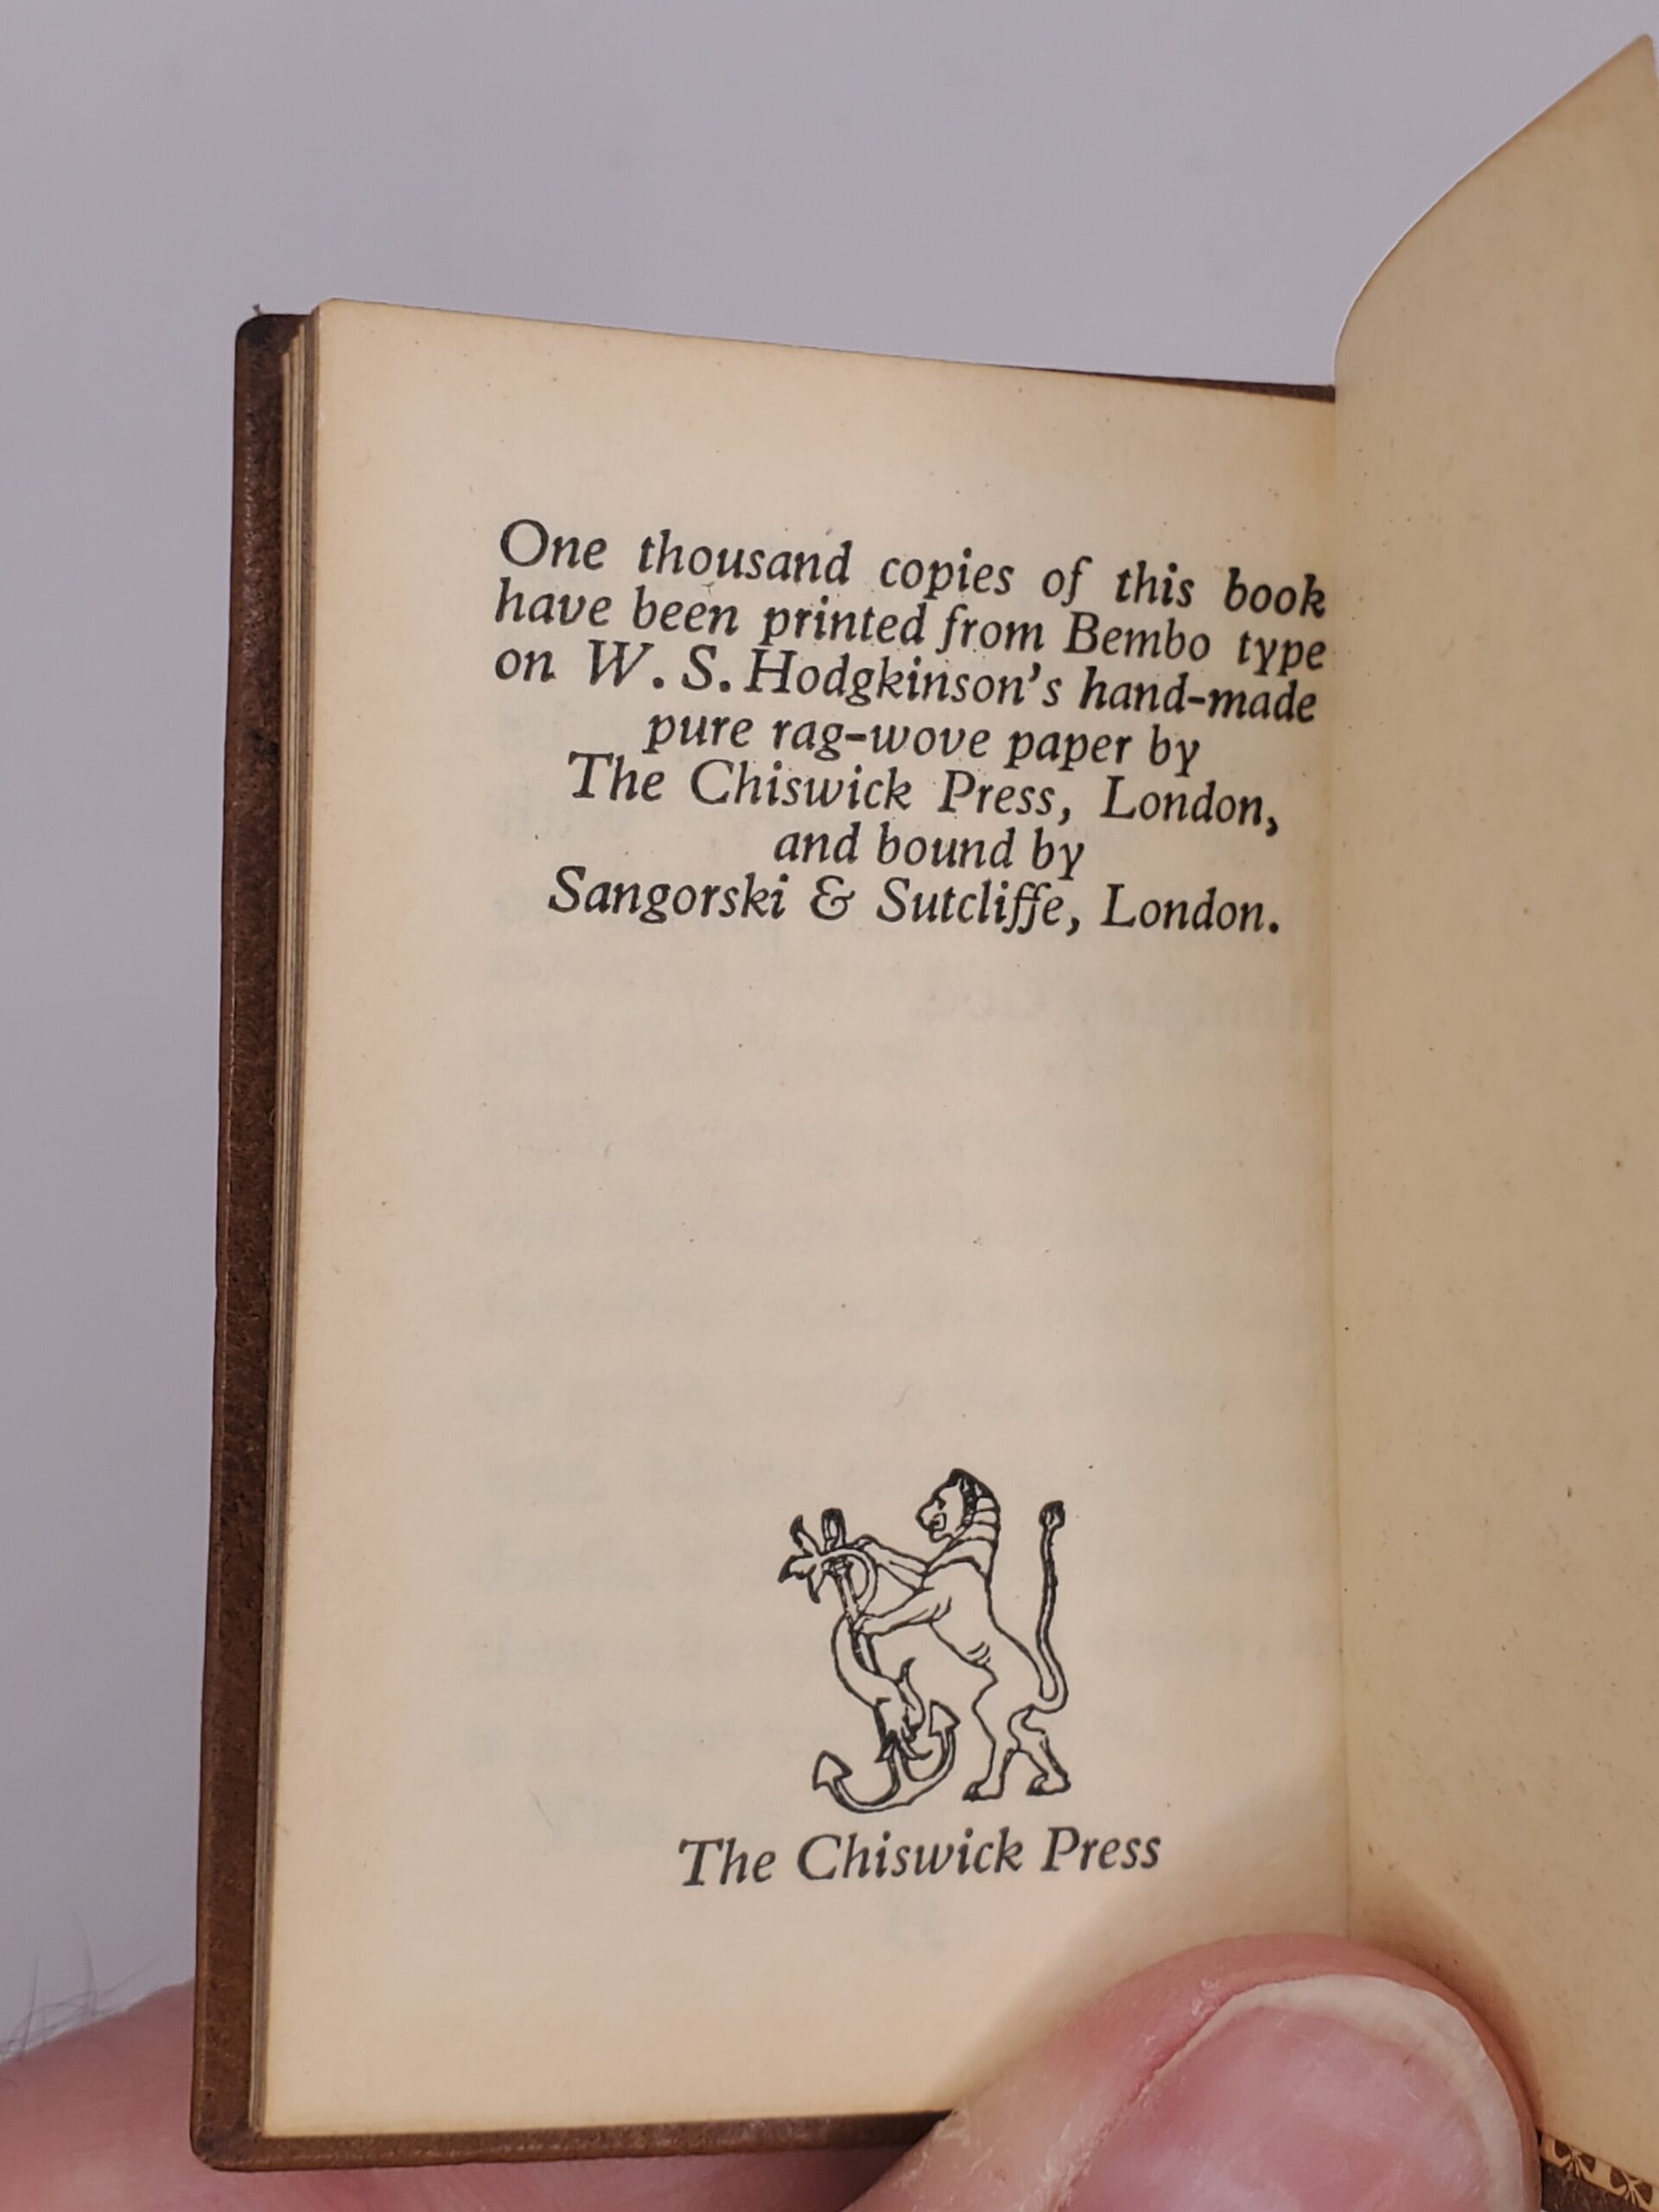 One thousand copies of this book
have been printed from Bembo type
on W. S. Hodgkinson's hand-made
pure rag-wove paper by
The Chiswick Press, London,
and bound by
Sangorski & Sutcliffe, London.
The Chiswick Press